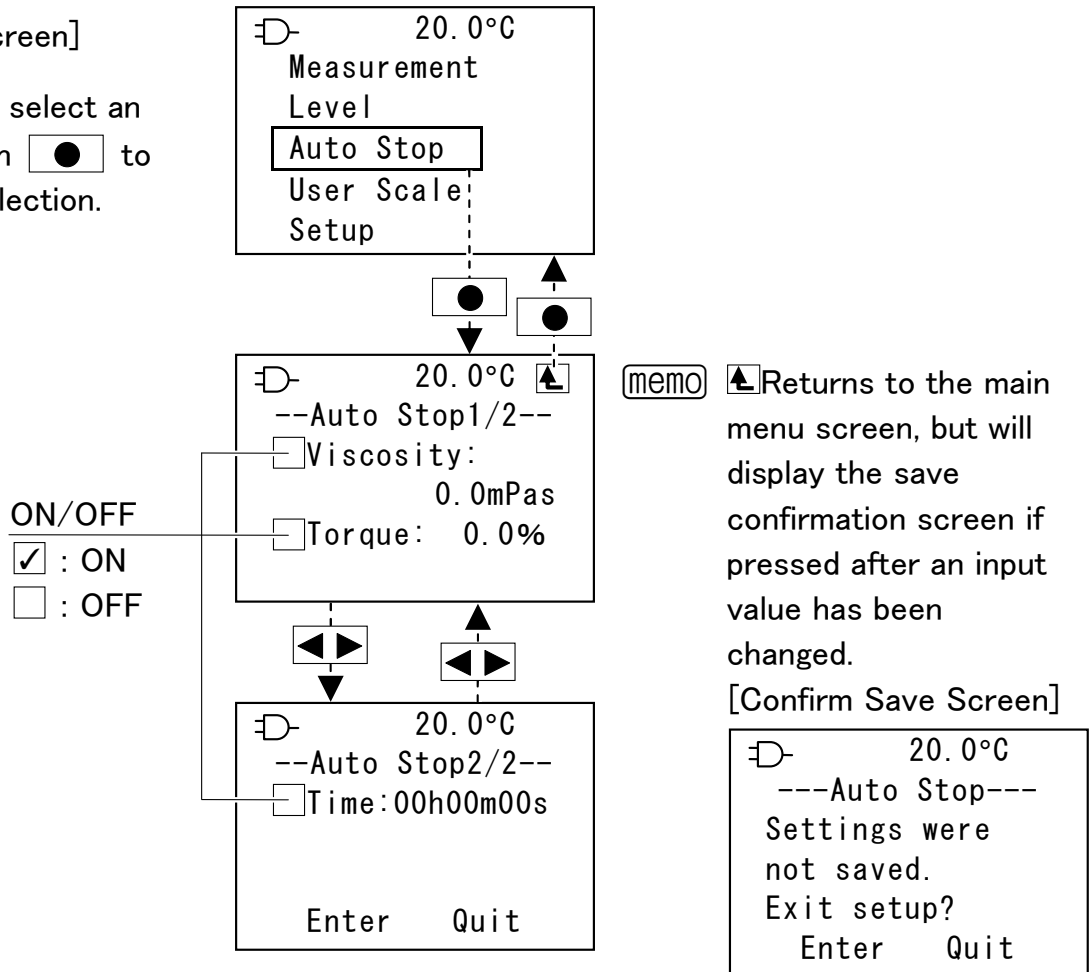 creen]
select an
to
lection.
20.0°C
Measurement
Level
Auto Stop
User Scale
Setup
20.0°C
--Auto Stop1/2--
Viscosity:
0.0mPas
Torque: 0.0%
ON/OFF
✓ : ON
: OFF
20.0°C
--Auto Stop2/2--
Time:00h00m00s
Enter Quit
memo Returns to the main
menu screen, but will
display the save
confirmation screen if
pressed after an input
value has been
changed.
[Confirm Save Screen]
20.0°C
---Auto Stop---
Settings were
not saved.
Exit setup?
Enter Quit